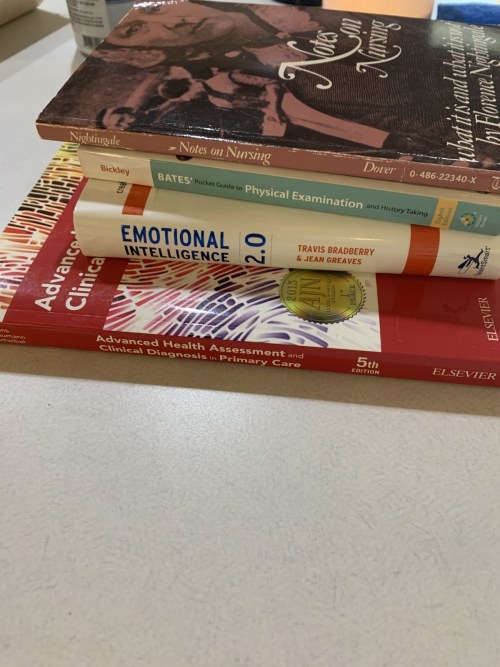 Notes
on
Nursing
what it is and what it is not
by Florence Nightingale
Nightingale Notes on Nursing Dover 0-486-22340-X
Bickley BATES' Pocket Guide to Physical Examination and History Taking
EMOTIONAL
INTELLIGENCE 2.0
TRAVIS BRADBERRY
& JEAN GREAVES
Advance
Clinica
2015
ELSEVIER
Advanced Health Assessment and
Clinical Diagnosis in Primary Care
5th
EDITION
ELSEVIER